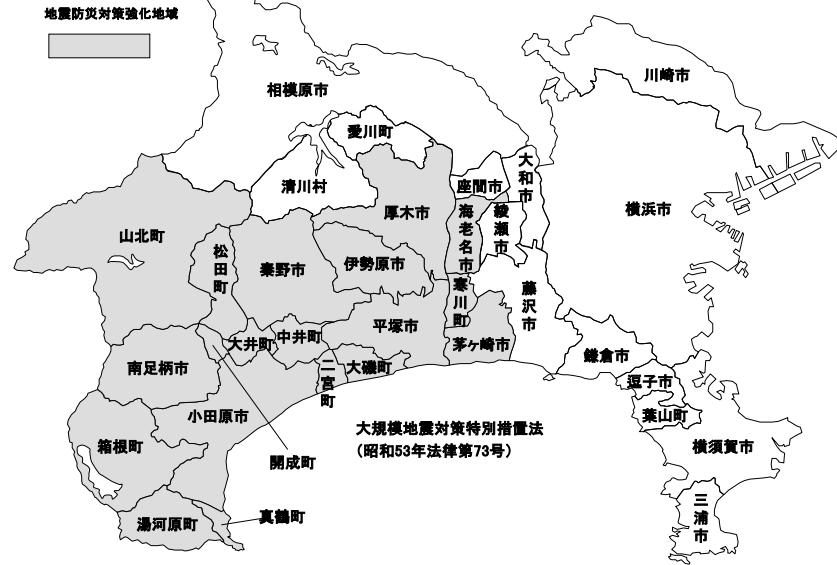 地震防災対策強化地域
川崎市
相模原市
愛川町
大和市
清川村
座間市
厚木市
海老名市
綾瀬市
横浜市
山北町
松田町
秦野市
伊勢原市
寒川町
藤沢市
大井町
中井町
平塚市
茅ヶ崎市
鎌倉市
南足柄市
二宮町
大磯町
逗子市
小田原市
葉山町
大規模地震対策特別措置法
(昭和53年法律第73号)
箱根町
開成町
横須賀市
湯河原町
真鶴町
三浦市